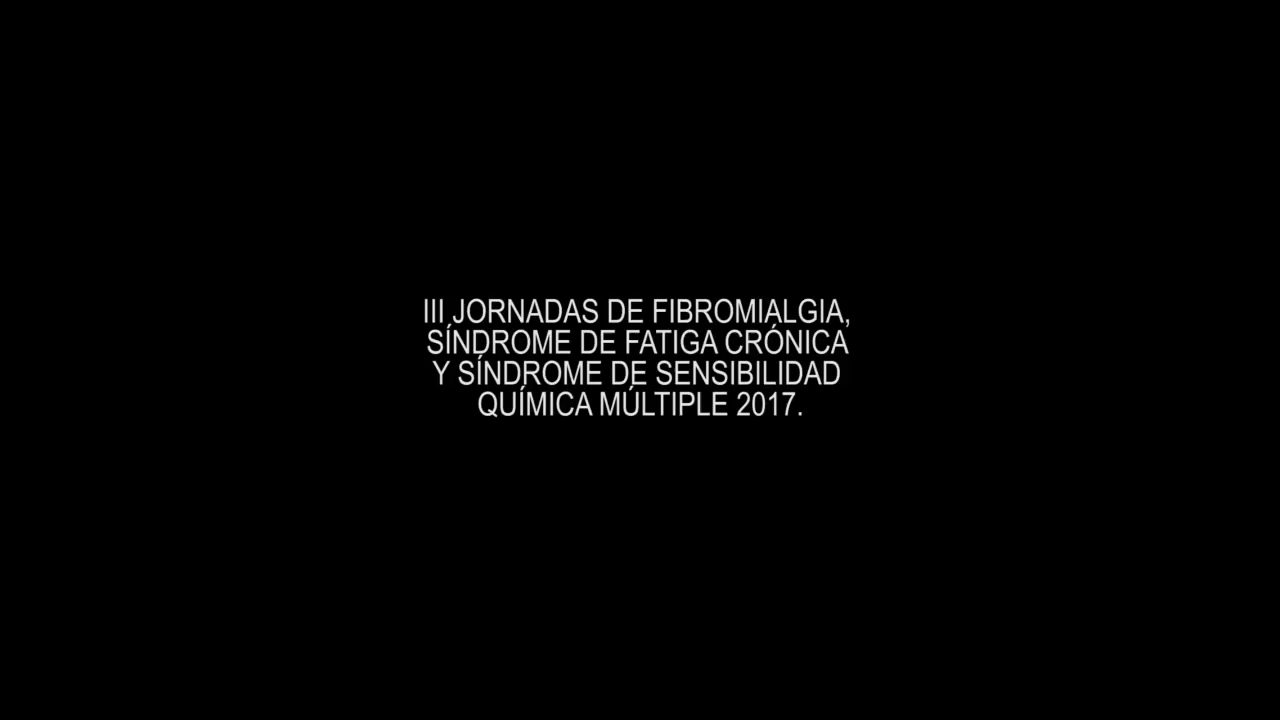 III JORNADAS DE FIBROMIALGIA,
SÍNDROME DE FATIGA CRÓNICA
Y SÍNDROME DE SENSIBILIDAD
QUÍMICA MÚLTIPLE 2017.